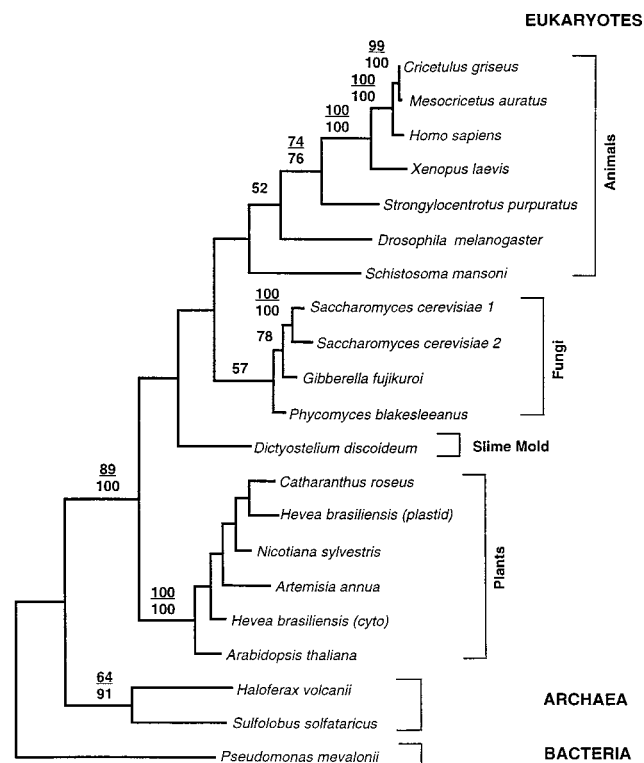 EUKARYOTES
99
100
Cricetulus griseus
100
100
Mesocricetus auratus
100
100
Homo sapiens
74
76
Xenopus laevis
52
Strongylocentrotus purpuratus
Drosophila melanogaster
Schistosoma mansoni
Animals
100
100
Saccharomyces cerevisiae 1
78
Saccharomyces cerevisiae 2
57
Gibberella fujikuroi
Phycomyces blakesleeanus
Fungi
Dictyostelium discoideum
Slime Mold
89
100
Catharanthus roseus
Hevea brasiliensis (plastid)
Nicotiana sylvestris
Artemisia annua
100
100
Hevea brasiliensis (cyto)
Arabidopsis thaliana
Plants
64
91
Haloferax volcanii
Sulfolobus solfataricus
ARCHAEA
Pseudomonas mevalonii
BACTERIA